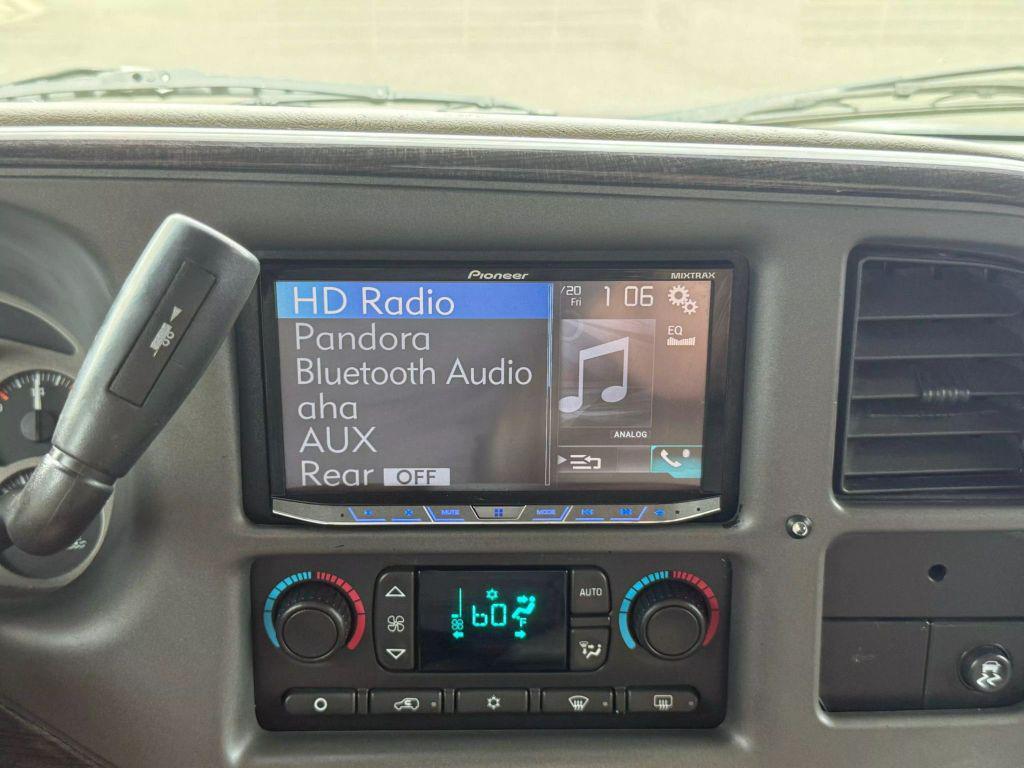 Pioneer
MIXTRAX
HD Radio
Pandora
Bluetooth Audio
aha
AUX
Rear OFF
/20
Fri
1 06
EQ
ANALOG
MUTE
MODE
60 °F
AUTO